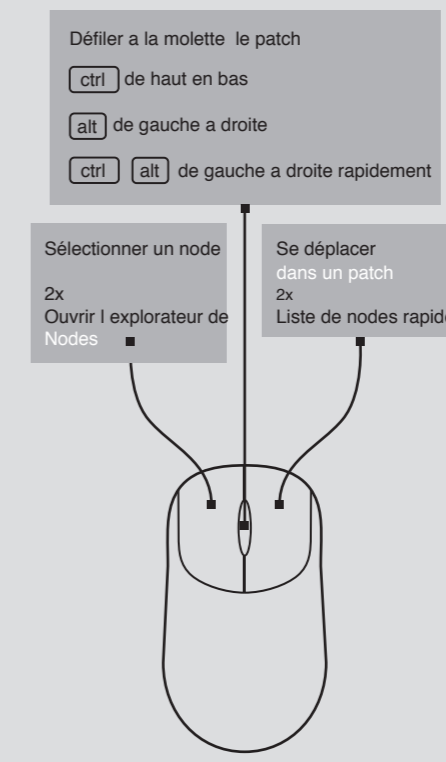 Défiler a la molette le patch
ctrl de haut en bas
alt de gauche a droite
ctrl alt de gauche a droite rapidement
Sélectionner un node
2x
Ouvrir l explorateur de
Nodes
Se déplacer
dans un patch
2x
Liste de nodes rapide